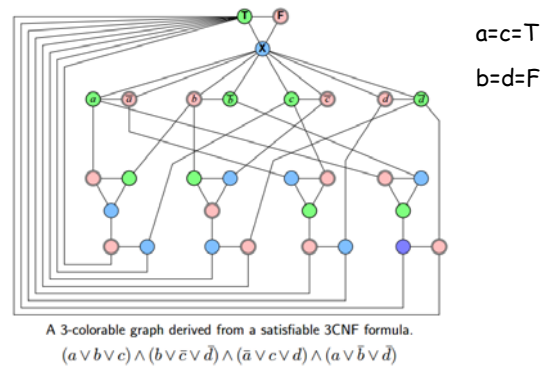 T F
a=c=T
X
b=d=F
a a̅ b b̅ c c̅ d d̅
A 3-colorable graph derived from a satisfiable 3CNF formula.
(a ∨ b ∨ c) ∧ (b ∨ c̅ ∨ d̅) ∧ (a̅ ∨ c ∨ d) ∧ (a ∨ b̅ ∨ d̅)